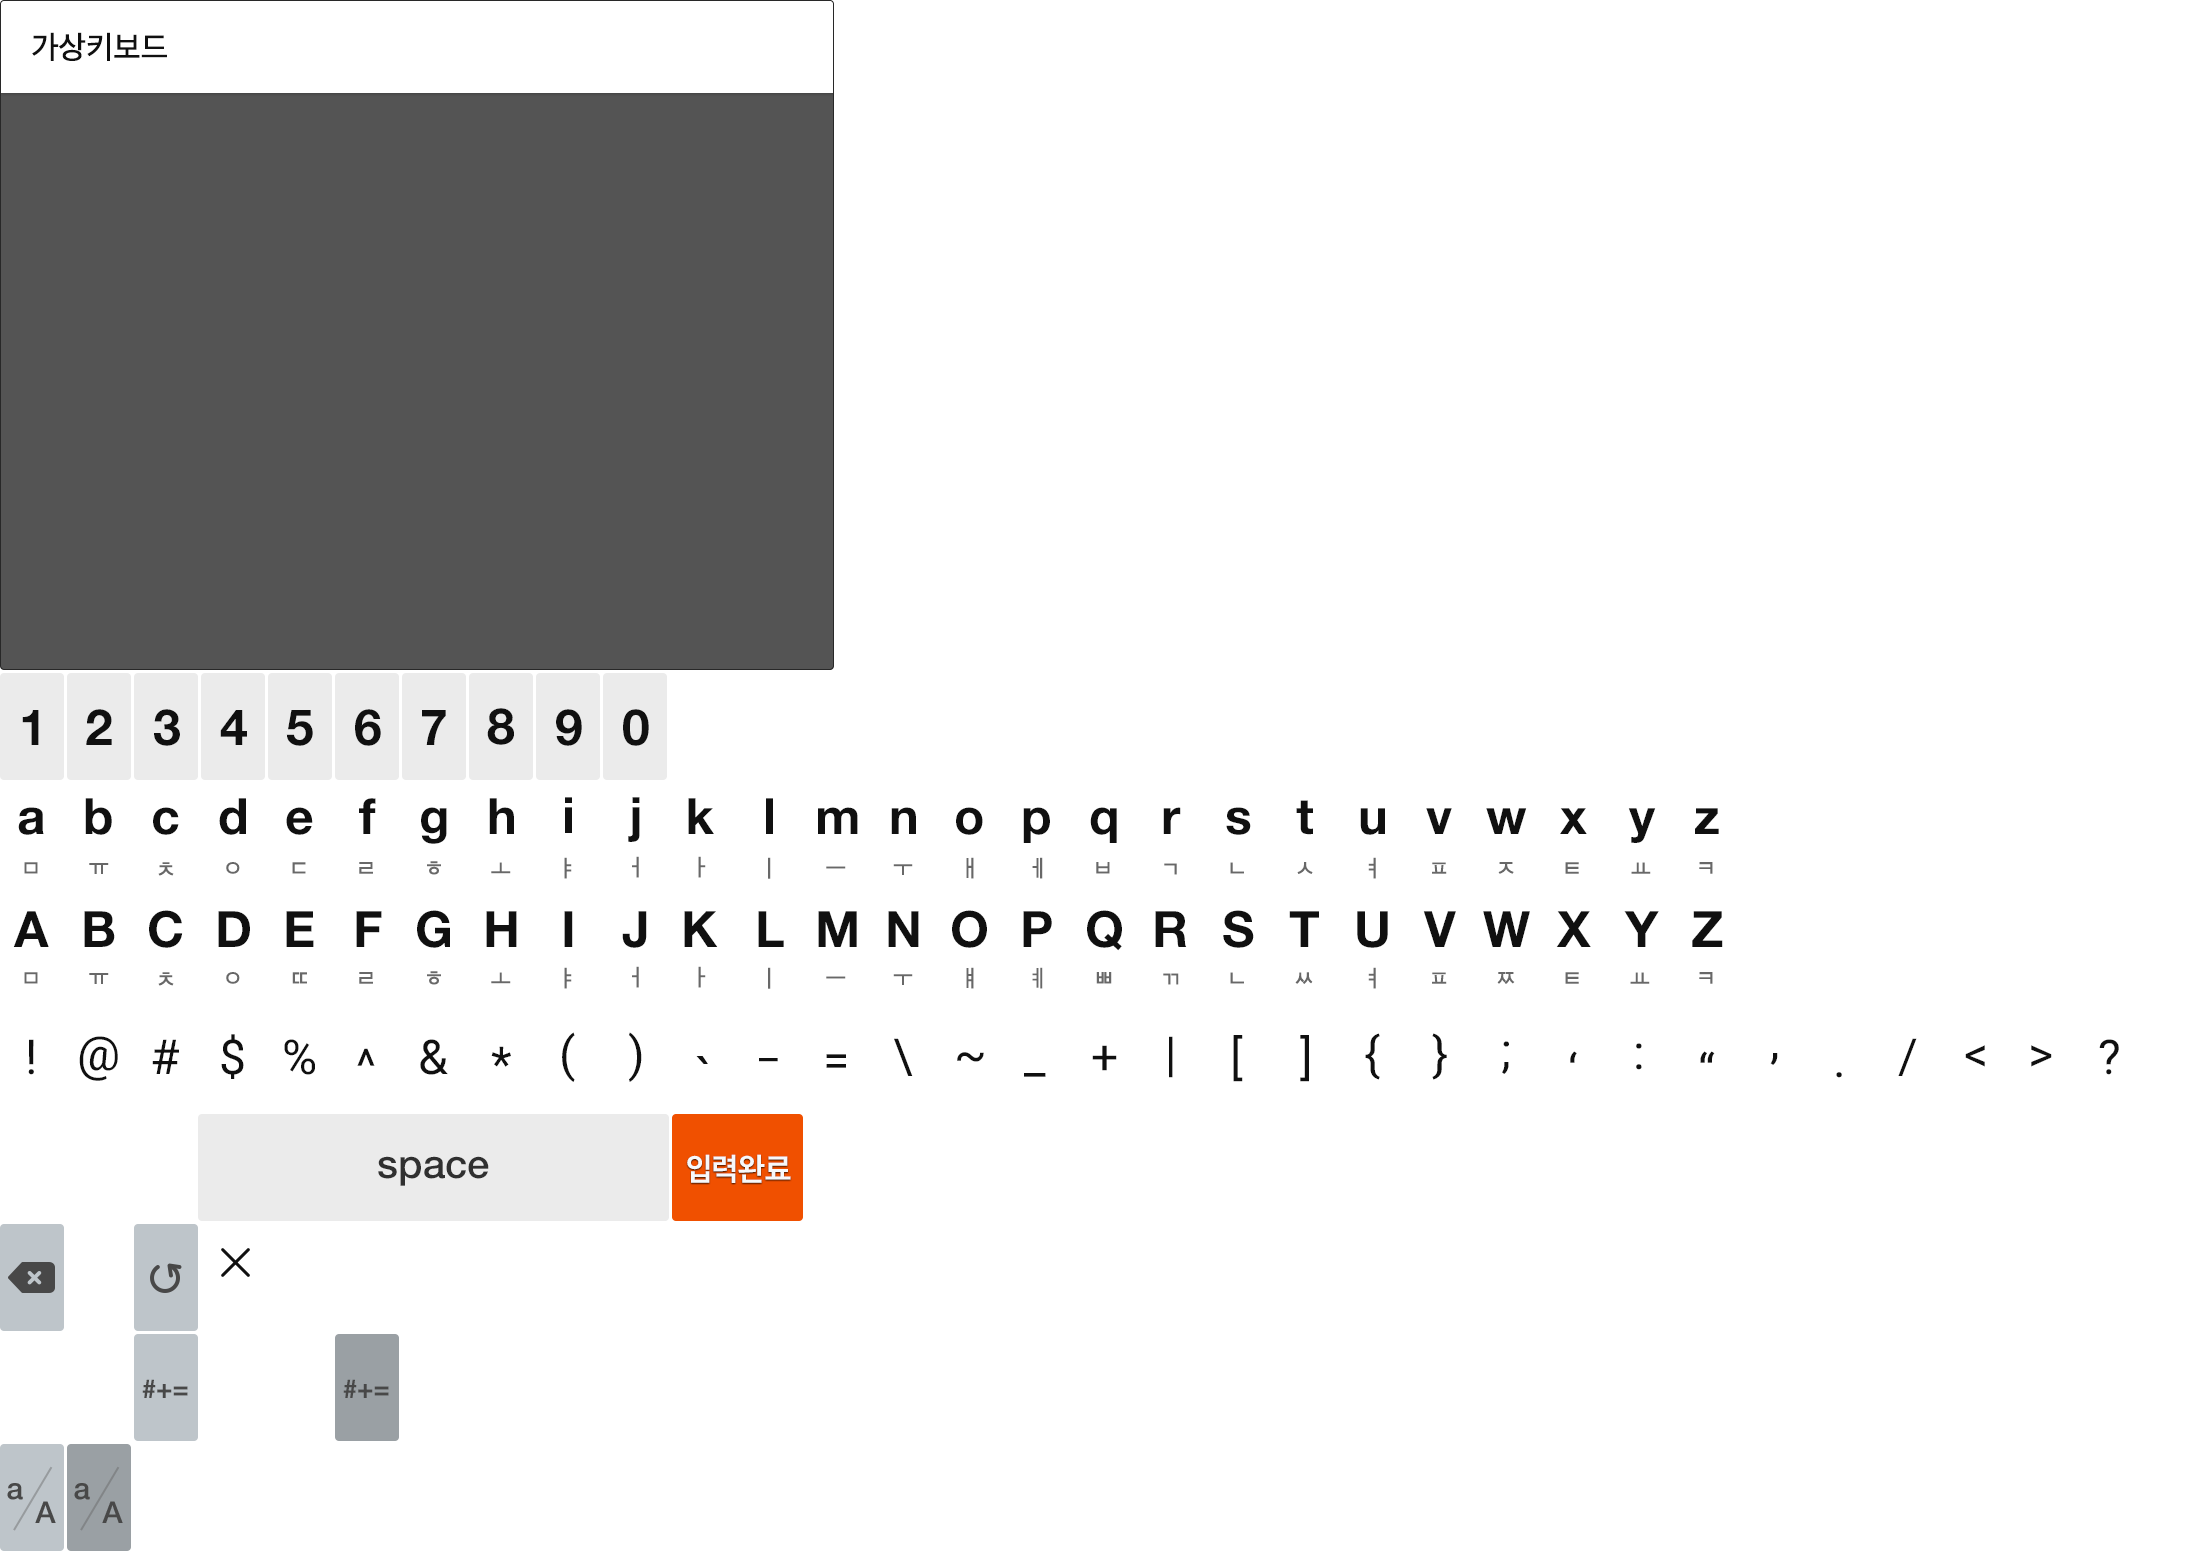 가상키보드
1 2 3 4 5 6 7 8 9 0
a b c d e f g h i j k l m n o p q r s t u v w x y z
ㅁ ㅠ ㅊ ㅇ ㄷ ㄹ ㅎ ㅗ ㅑ ㅓ ㅏ ㅣ ㅡ ㅜ ㅐ ㅔ ㅂ ㄱ ㄴ ㅅ ㅕ ㅍ ㅈ ㅌ ㅛ ㅋ
A B C D E F G H I J K L M N O P Q R S T U V W X Y Z
ㅁ ㅠ ㅊ ㅇ ㄸ ㄹ ㅎ ㅗ ㅑ ㅓ ㅏ ㅣ ㅡ ㅜ ㅒ ㅖ ㅃ ㄲ ㄴ ㅆ ㅕ ㅍ ㅉ ㅌ ㅛ ㅋ
! @ # $ % ^ & * ( ) ` - = \ ~ _ + | [ ] { } ; ‘ : “ , . / < > ?
space 입력완료
#+= #+=
a/A a/A